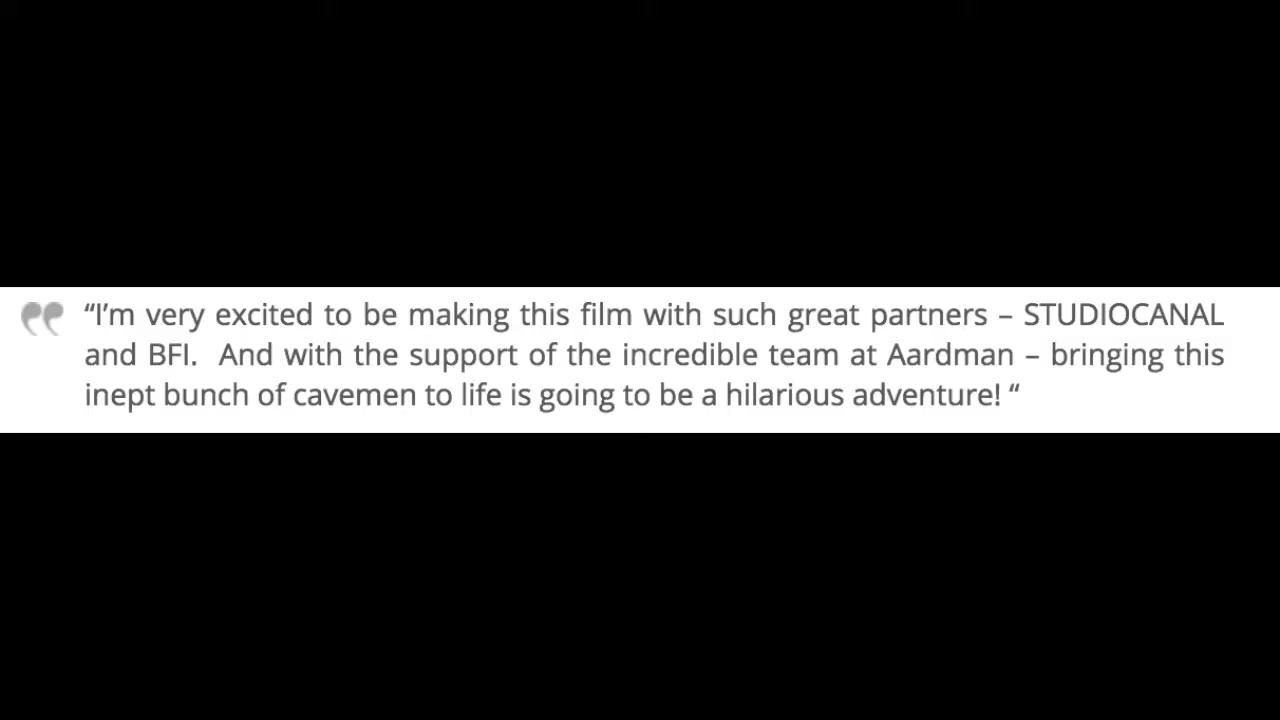 “I’m very excited to be making this film with such great partners – STUDIOCANAL
and BFI.  And with the support of the incredible team at Aardman – bringing this
inept bunch of cavemen to life is going to be a hilarious adventure! “